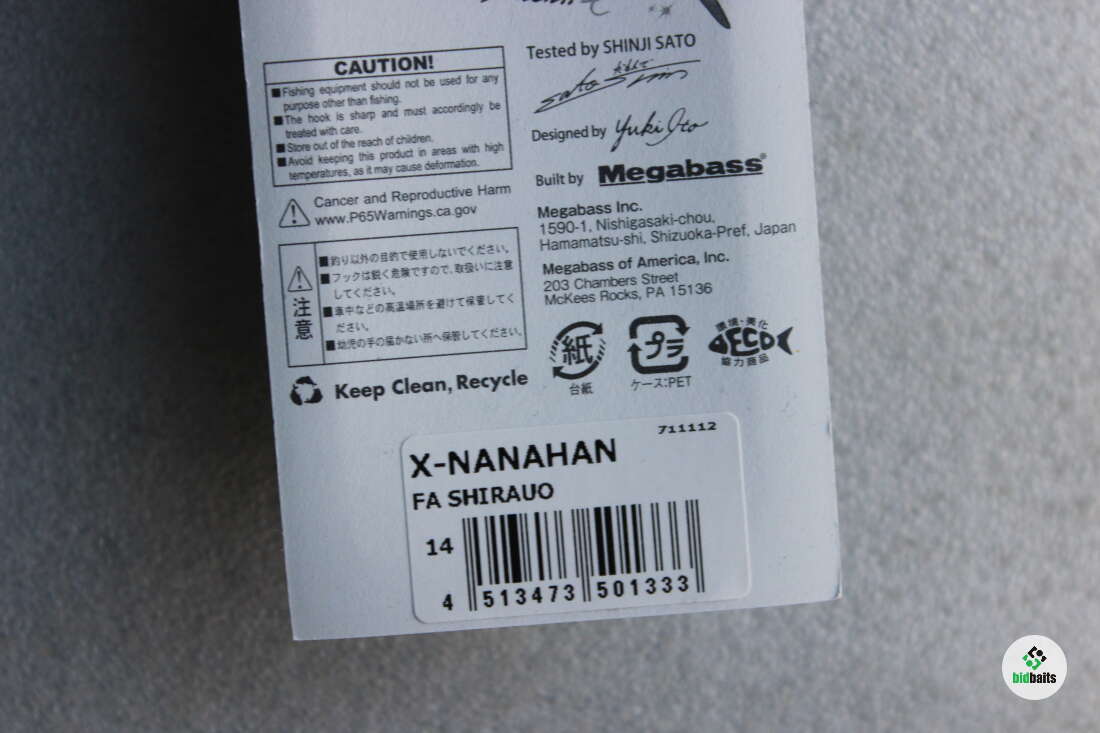 CAUTION!
■Fishing equipment should not be used for any
purpose other than fishing.
■The hook is sharp and must accordingly be
treated with care.
■Store out of the reach of children.
■Avoid keeping this product in areas with high
temperatures, as it may cause deformation.
Cancer and Reproductive Harm
www.P65Warnings.ca.gov
注意
■釣り以外の目的で使用しないでください。
■フックは鋭く危険ですので、取扱いに注意
してください。
■車中などの高温場所を避けて保管してく
ださい。
■幼児の手の届かない所へ保管してください。
Keep Clean, Recycle
Tested by SHINJI SATO
Designed by Yuki Ito
Built by Megabass®
Megabass Inc.
1590-1, Nishigasaki-chou,
Hamamatsu-shi, Shizuoka-Pref, Japan
Megabass of America, Inc.
203 Chambers Street
McKees Rocks, PA 15136
紙
台紙
プラ
ケース:PET
環境・美化
ECO
協力商品
711112
X-NANAHAN
FA SHIRAUO
14
4 513473 501333
bidbaits